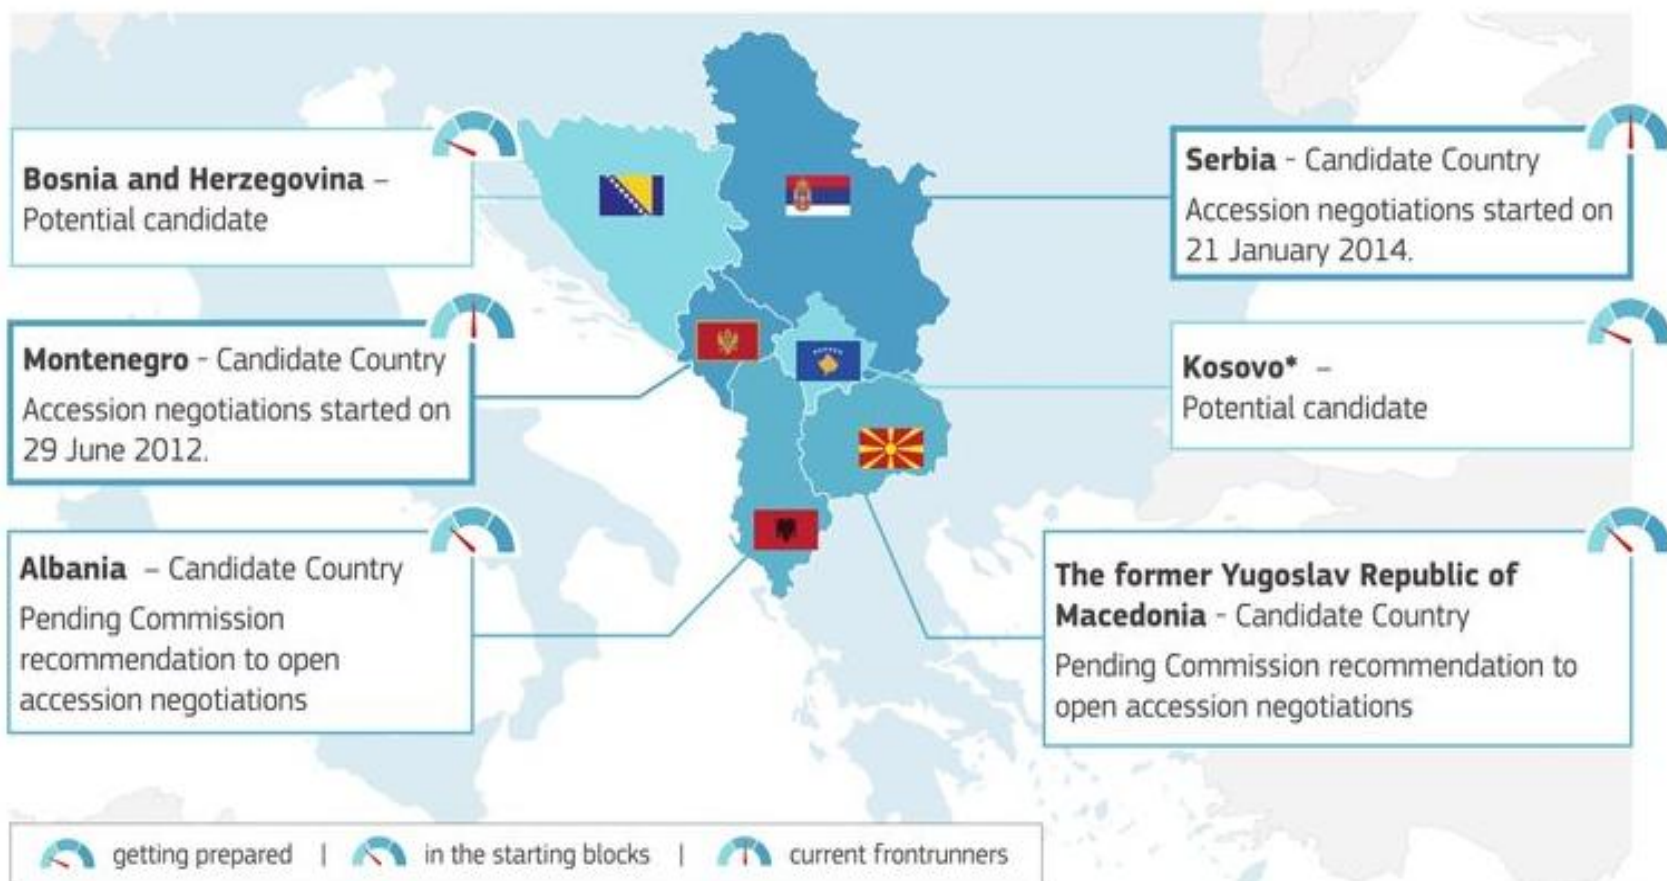 Bosnia and Herzegovina –
Potential candidate
Serbia - Candidate Country
Accession negotiations started on
21 January 2014.
Montenegro - Candidate Country
Accession negotiations started on
29 June 2012.
Kosovo* –
Potential candidate
Albania – Candidate Country
Pending Commission
recommendation to open
accession negotiations
The former Yugoslav Republic of
Macedonia - Candidate Country
Pending Commission recommendation to
open accession negotiations
getting prepared | in the starting blocks | current frontrunners